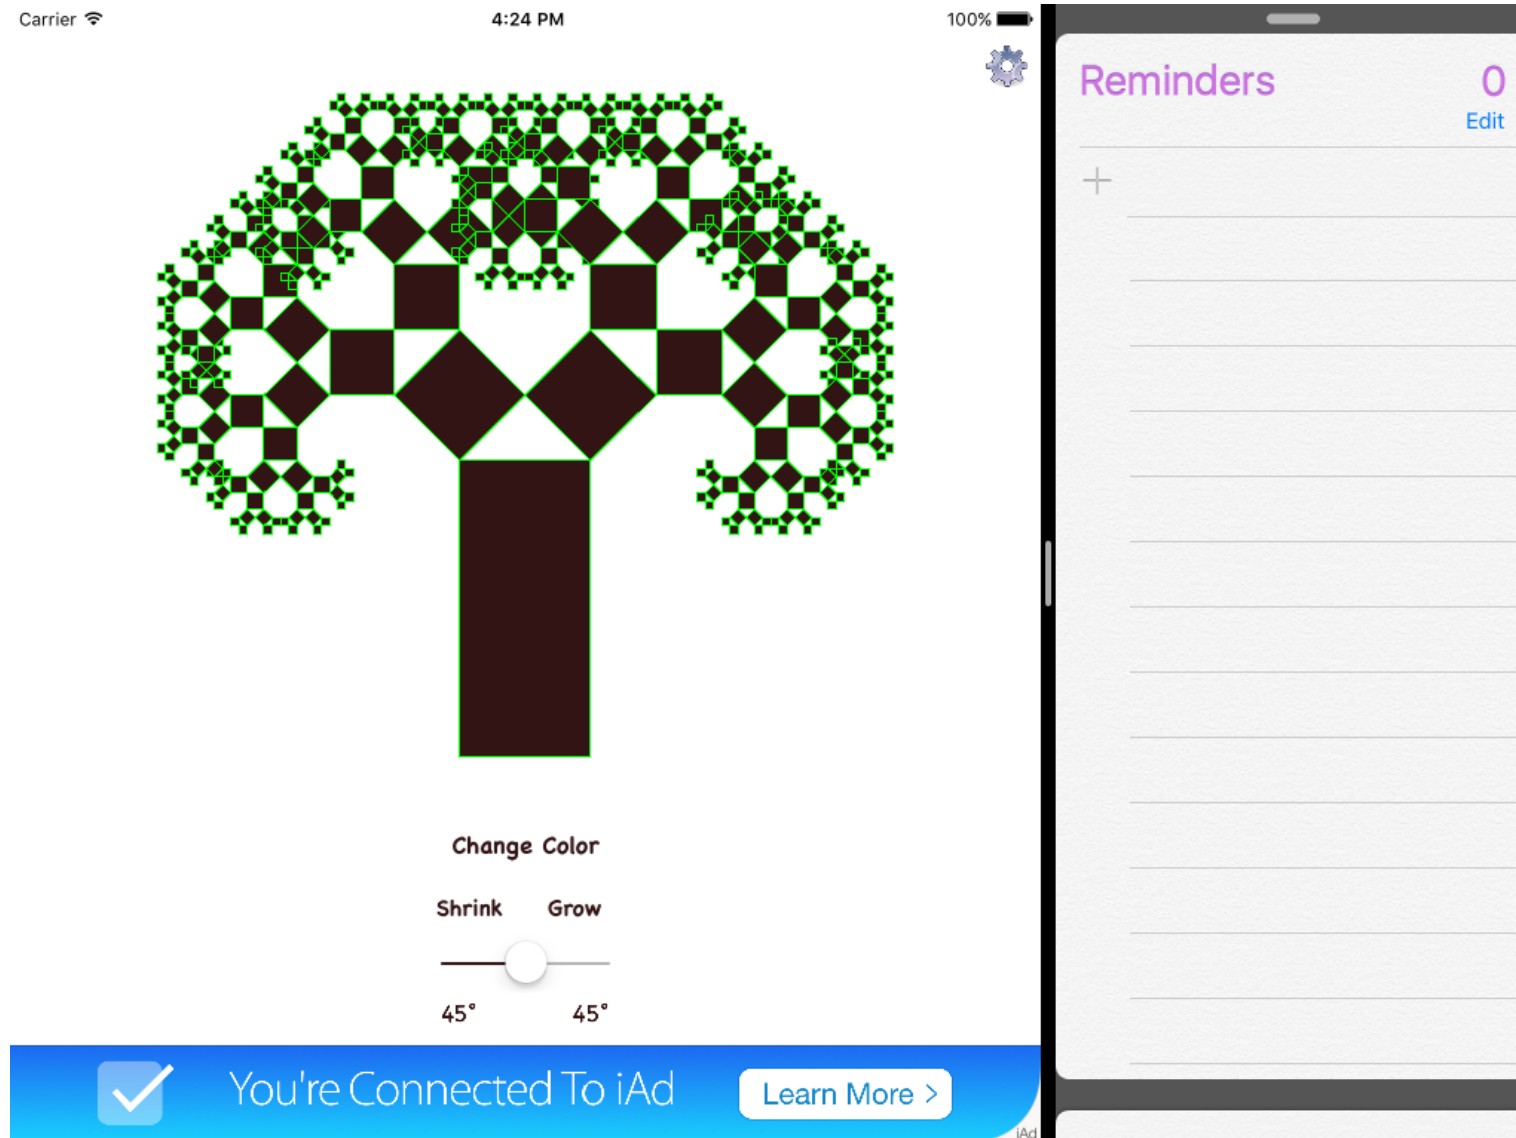 Carrier
4:24 PM
100%
Reminders
0
Edit
Change Color
Shrink Grow
45° 45°
You're Connected To iAd
Learn More >
iAd